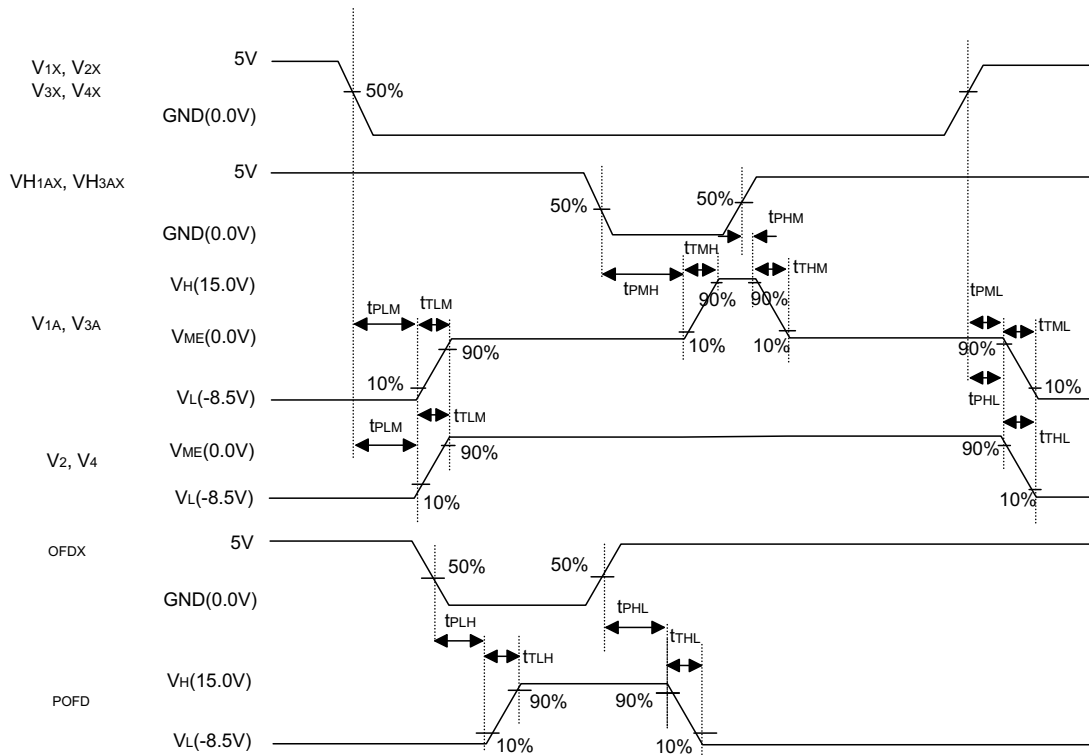 V1X, V2X
V3X, V4X
5V
50%
GND(0.0V)
VH1AX, VH3AX
5V
50%
50%
GND(0.0V)
tPHM
tTMH
tTHM
tPMH
VH(15.0V)
90%
90%
V1A, V3A
tPLM
tTLM
tPML
tTML
VME(0.0V)
90%
10%
10%
90%
10%
10%
VL(-8.5V)
tPHL
tTLM
tPLM
tTHL
V2, V4
VME(0.0V)
90%
90%
VL(-8.5V)
10%
10%
OFDX
5V
50%
50%
GND(0.0V)
tPLH
tTLH
tPHL
tTHL
POFD
VH(15.0V)
90%
90%
VL(-8.5V)
10%
10%